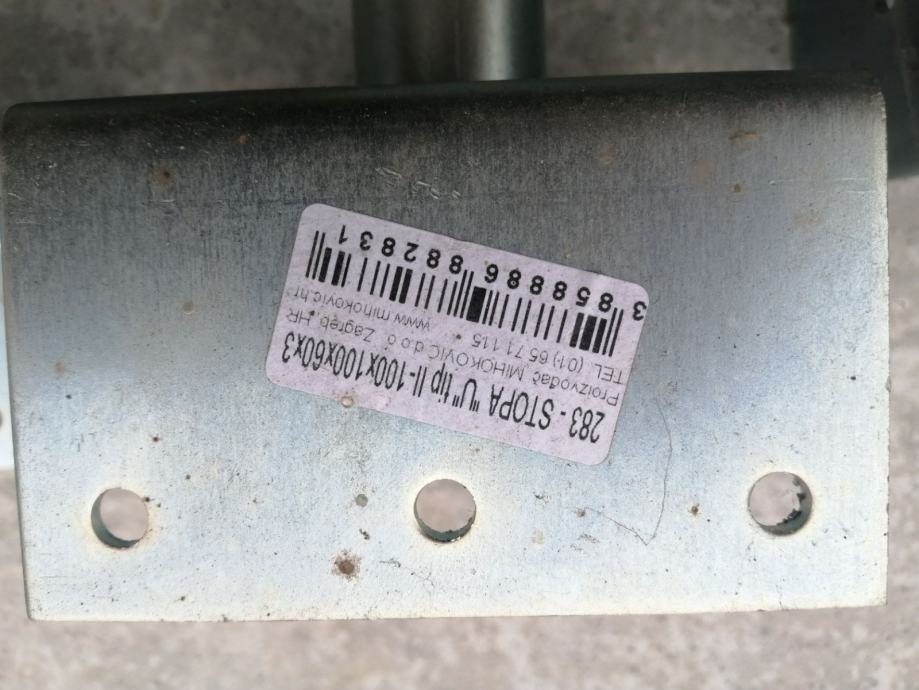 283 - STOPA "U" tip II-100x100x60x3
Proizvođač MIHOKOVIĆ d.o.o. Zagreb, HR
TEL. (01) 65 71 115 www.mihokovic.hr
3 858886 882831